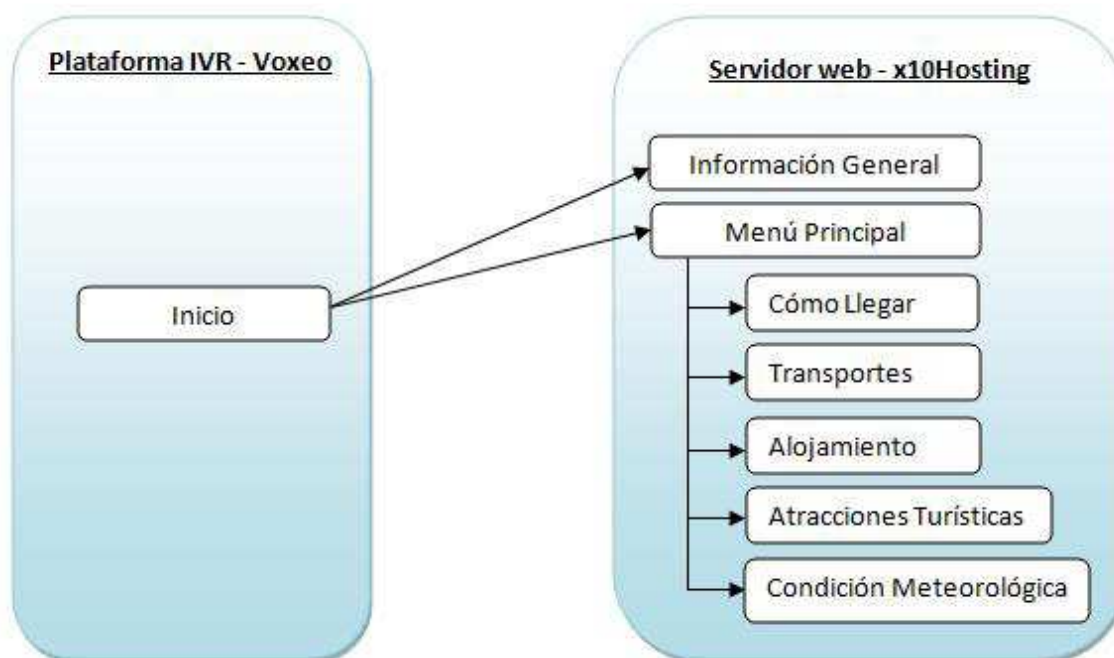 Plataforma IVR - Voxeo
Inicio
Servidor web - x10Hosting
Información General
Menú Principal
Cómo Llegar
Transportes
Alojamiento
Atracciones Turísticas
Condición Meteorológica